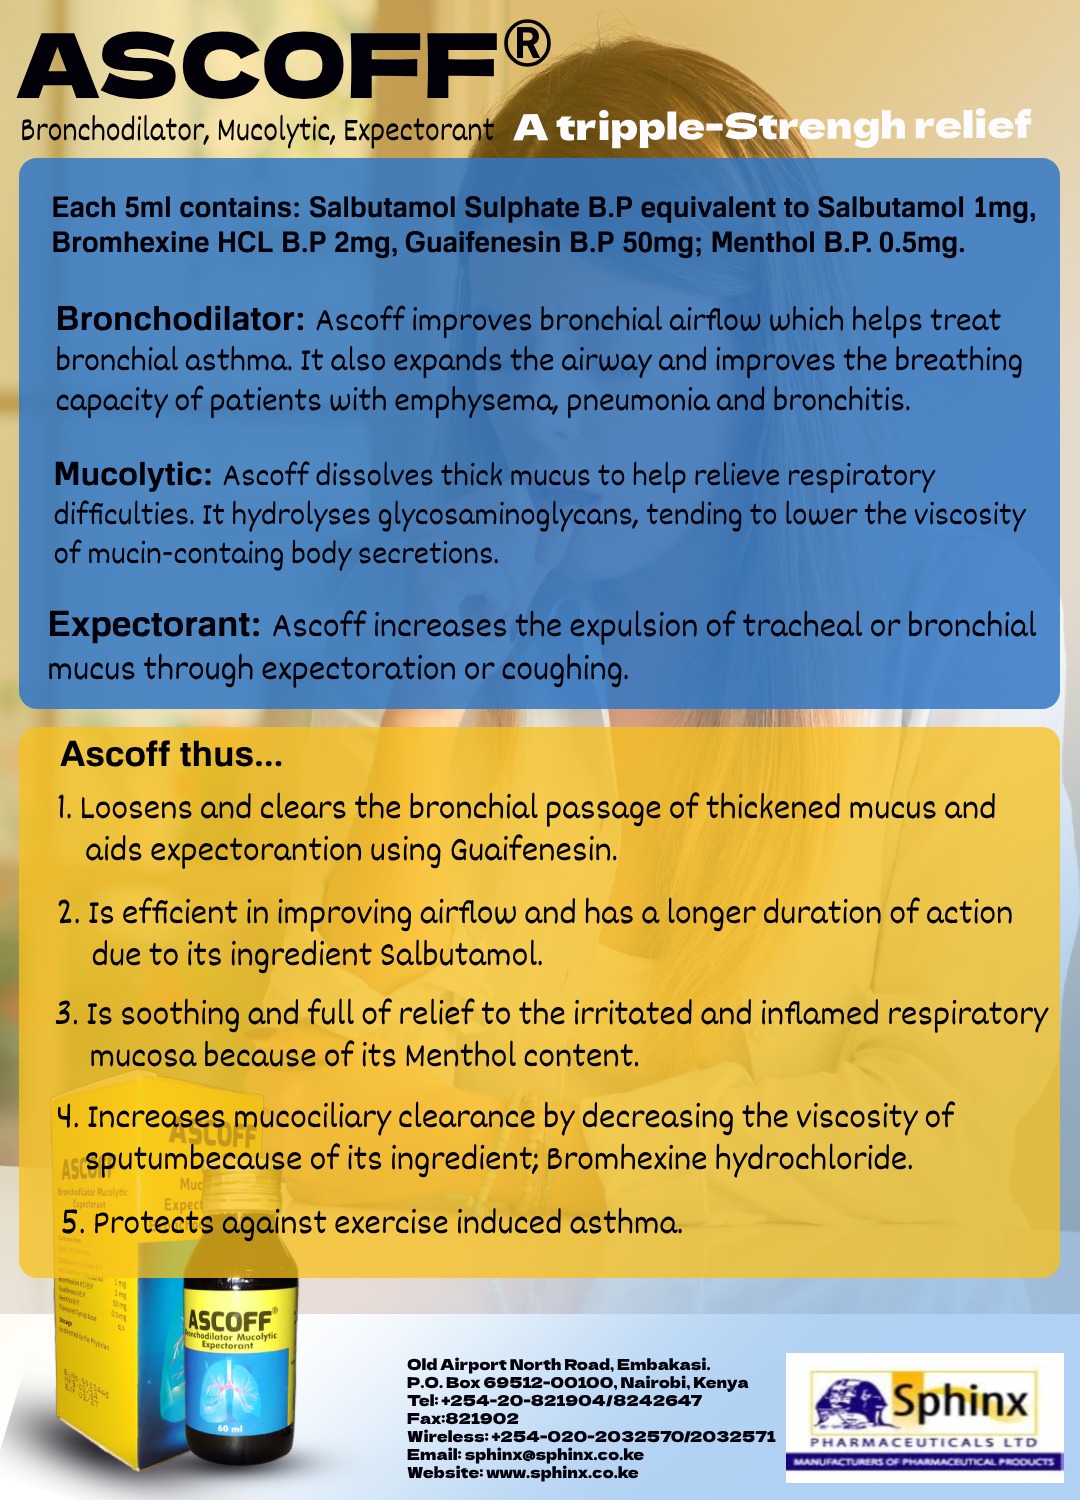 ASCOFF®
Bronchodilator, Mucolytic, Expectorant
A tripple-Strengh relief
Each 5ml contains: Salbutamol Sulphate B.P equivalent to Salbutamol 1mg,
Bromhexine HCL B.P 2mg, Guaifenesin B.P 50mg; Menthol B.P. 0.5mg.
Bronchodilator: Ascoff improves bronchial airflow which helps treat
bronchial asthma. It also expands the airway and improves the breathing
capacity of patients with emphysema, pneumonia and bronchitis.
Mucolytic: Ascoff dissolves thick mucus to help relieve respiratory
difficulties. It hydrolyses glycosaminoglycans, tending to lower the viscosity
of mucin-containg body secretions.
Expectorant: Ascoff increases the expulsion of tracheal or bronchial
mucus through expectoration or coughing.
Ascoff thus...
1. Loosens and clears the bronchial passage of thickened mucus and
aids expectorantion using Guaifenesin.
2. Is efficient in improving airflow and has a longer duration of action
due to its ingredient Salbutamol.
3. Is soothing and full of relief to the irritated and inflamed respiratory
mucosa because of its Menthol content.
4. Increases mucociliary clearance by decreasing the viscosity of
sputumbecause of its ingredient; Bromhexine hydrochloride.
5. Protects against exercise induced asthma.
ASCOFF
ASCOFF
Bronchodilator Mucolytic
Expectorant
ASCOFF®
Bronchodilator Mucolytic
Expectorant
60 ml
Old Airport North Road, Embakasi.
P.O. Box 69512-00100, Nairobi, Kenya
Tel: +254-20-821904/8242647
Fax:821902
Wireless: +254-020-2032570/2032571
Email: sphinx@sphinx.co.ke
Website: www.sphinx.co.ke
Sphinx
PHARMACEUTICALS LTD
MANUFACTURERS OF PHARMACEUTICAL PRODUCTS